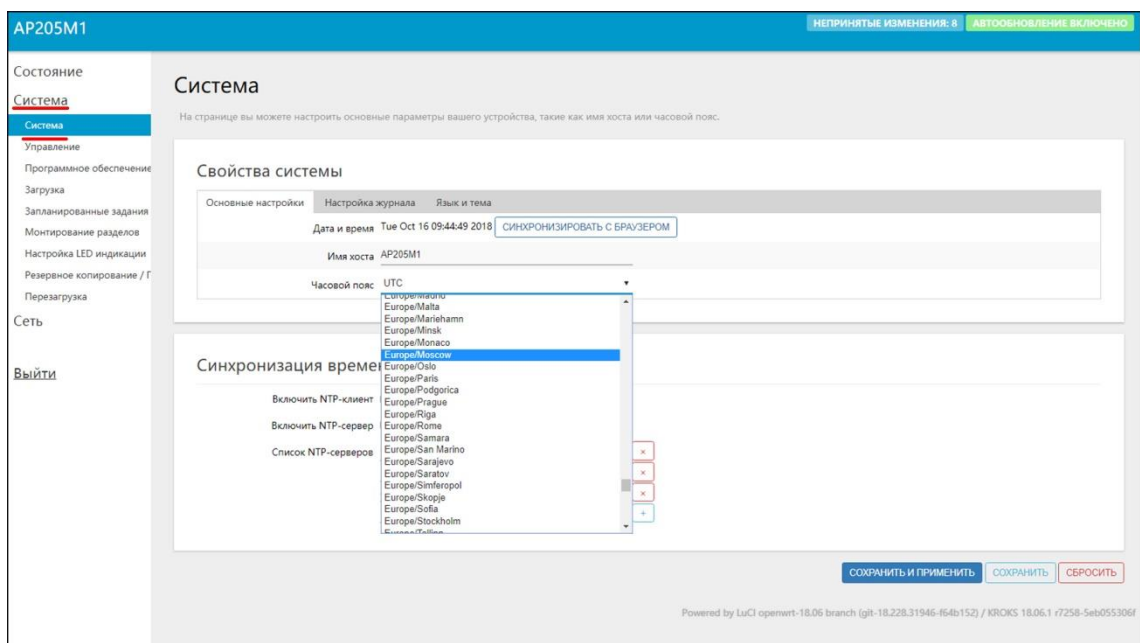 AP205M1
НЕПРИНЯТЫЕ ИЗМЕНЕНИЯ: 8
АВТООБНОВЛЕНИЕ ВКЛЮЧЕНО
Состояние
Система
Система
Управление
Программное обеспечение
Загрузка
Запланированные задания
Монтирование разделов
Настройка LED индикации
Резервное копирование / П
Перезагрузка
Сеть
Выйти
Система
На странице вы можете настроить основные параметры вашего устройства, такие как имя хоста или часовой пояс.
Свойства системы
Основные настройки Настройка журнала Язык и тема
Дата и время Tue Oct 16 09:44:49 2018 СИНХРОНИЗИРОВАТЬ С БРАУЗЕРОМ
Имя хоста AP205M1
Часовой пояс UTC
Europe/Madrid
Europe/Malta
Europe/Mariehamn
Europe/Minsk
Europe/Monaco
Europe/Moscow
Europe/Oslo
Europe/Paris
Europe/Podgorica
Europe/Prague
Europe/Riga
Europe/Rome
Europe/Samara
Europe/San Marino
Europe/Sarajevo
Europe/Saratov
Europe/Simferopol
Europe/Skopje
Europe/Sofia
Europe/Stockholm
Europe/Tallinn
Синхронизация времен
Включить NTP-клиент
Включить NTP-сервер
Список NTP-серверов
СОХРАНИТЬ И ПРИМЕНИТЬ СОХРАНИТЬ СБРОСИТЬ
Powered by LuCI openwrt-18.06 branch (git-18.228.31946-f64b152) / KROKS 18.06.1 r7258-5eb055306f